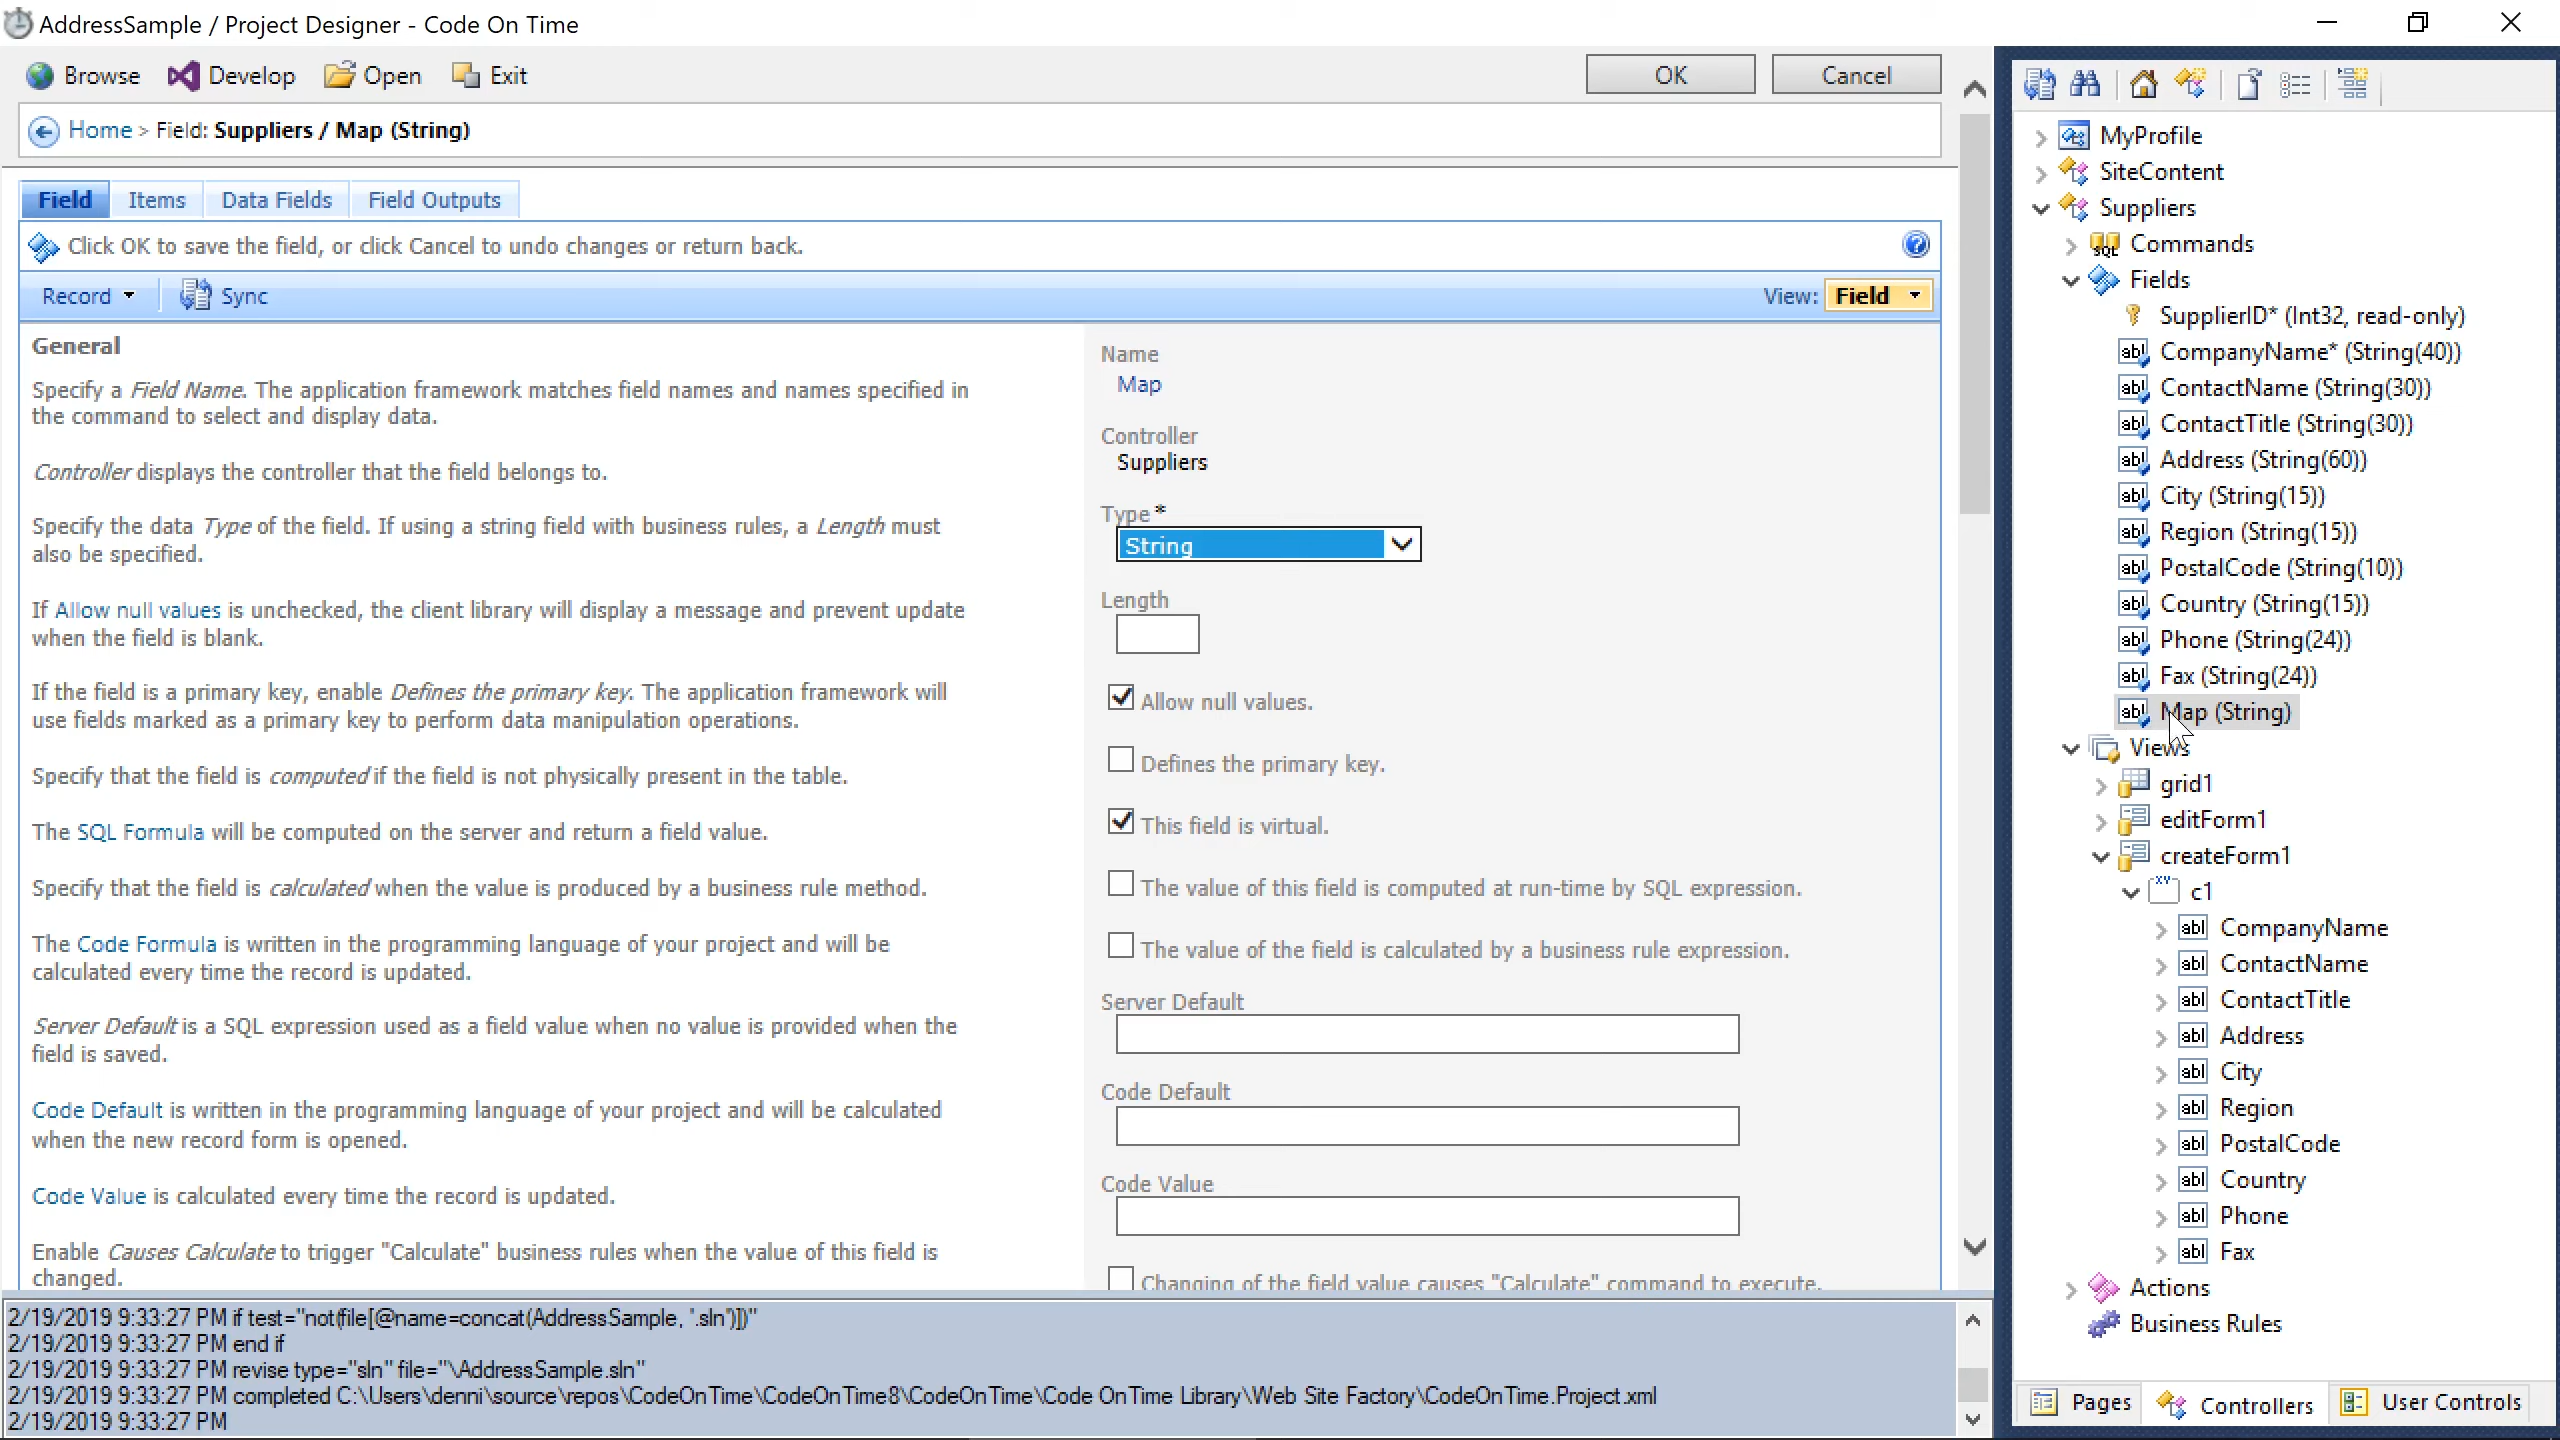 AddressSample / Project Designer - Code On Time
Browse Develop Open Exit OK Cancel
Home > Field: Suppliers / Map (String)
Field Items Data Fields Field Outputs
Click OK to save the field, or click Cancel to undo changes or return back.
Record Sync View: Field
General
Specify a Field Name. The application framework matches field names and names specified in
the command to select and display data.
Controller displays the controller that the field belongs to.
Specify the data Type of the field. If using a string field with business rules, a Length must
also be specified.
If Allow null values is unchecked, the client library will display a message and prevent update
when the field is blank.
If the field is a primary key, enable Defines the primary key. The application framework will
use fields marked as a primary key to perform data manipulation operations.
Specify that the field is computed if the field is not physically present in the table.
The SQL Formula will be computed on the server and return a field value.
Specify that the field is calculated when the value is produced by a business rule method.
The Code Formula is written in the programming language of your project and will be
calculated every time the record is updated.
Server Default is a SQL expression used as a field value when no value is provided when the
field is saved.
Code Default is written in the programming language of your project and will be calculated
when the new record form is opened.
Code Value is calculated every time the record is updated.
Enable Causes Calculate to trigger "Calculate" business rules when the value of this field is
changed.
Name
Map
Controller
Suppliers
Type *
String
Length
Allow null values.
Defines the primary key.
This field is virtual.
The value of this field is computed at run-time by SQL expression.
The value of the field is calculated by a business rule expression.
Server Default
Code Default
Code Value
Changing of the field value causes "Calculate" command to execute.
2/19/2019 9:33:27 PM if test="not(file[@name=concat(AddressSample, '.sln')])"
2/19/2019 9:33:27 PM end if
2/19/2019 9:33:27 PM revise type="sln" file="\AddressSample.sln"
2/19/2019 9:33:27 PM completed C:\Users\denni\source\repos\CodeOnTime\CodeOnTime8\CodeOnTime\Code OnTime Library\Web Site Factory\CodeOnTime.Project.xml
2/19/2019 9:33:27 PM
MyProfile
SiteContent
Suppliers
Commands
Fields
SupplierID* (Int32, read-only)
CompanyName* (String(40))
ContactName (String(30))
ContactTitle (String(30))
Address (String(60))
City (String(15))
Region (String(15))
PostalCode (String(10))
Country (String(15))
Phone (String(24))
Fax (String(24))
Map (String)
Views
grid1
editForm1
createForm1
c1
CompanyName
ContactName
ContactTitle
Address
City
Region
PostalCode
Country
Phone
Fax
Actions
Business Rules
Pages Controllers User Controls